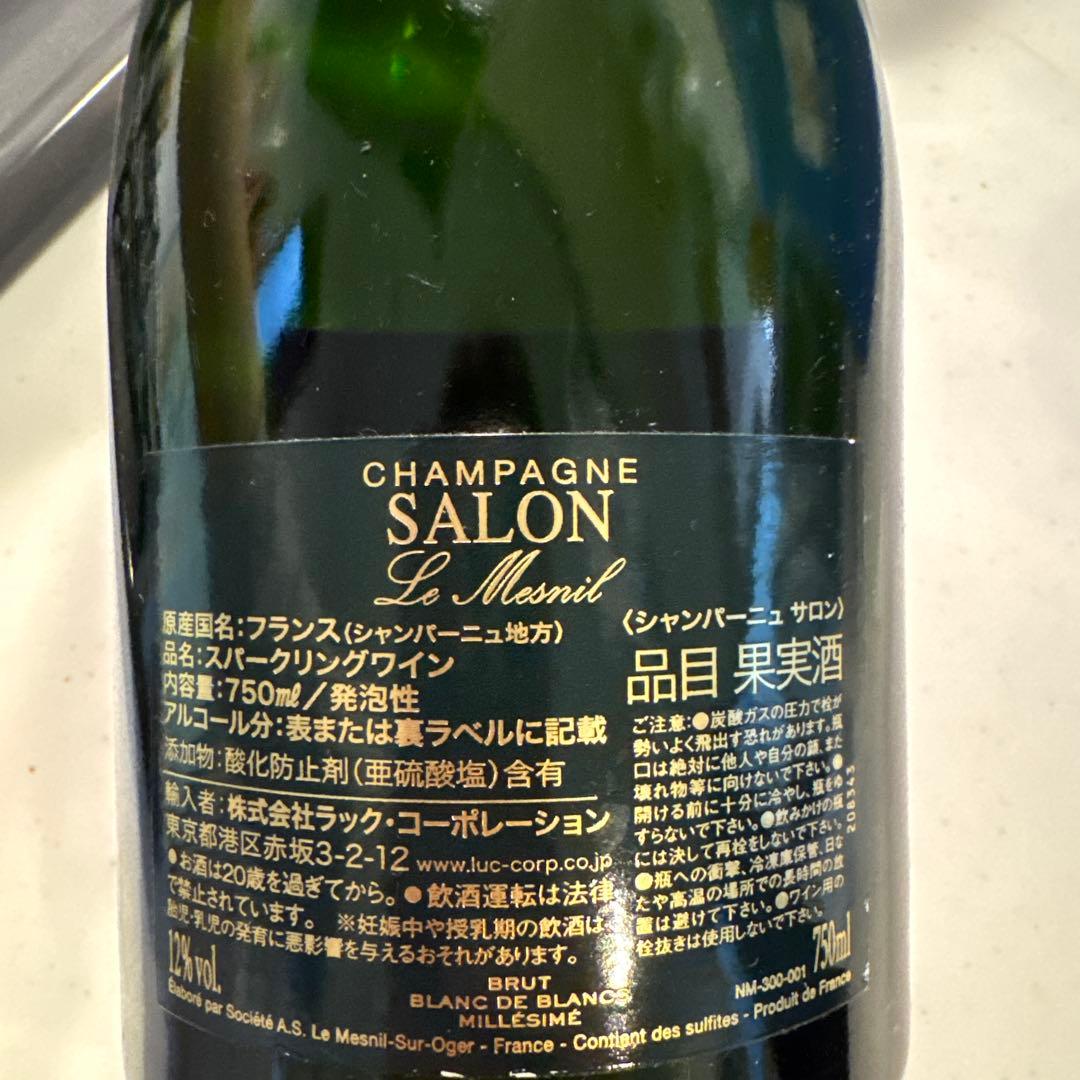 CHAMPAGNE
SALON
Le Mesnil
原産国名:フランス(シャンパーニュ地方)
品名:スパークリングワイン
内容量:750㎖/発泡性
アルコール分:表または裏ラベルに記載
添加物:酸化防止剤(亜硫酸塩)含有
輸入者:株式会社ラック・コーポレーション
東京都港区赤坂3-2-12 www.luc-corp.co.jp
●お酒は20歳を過ぎてから。●飲酒運転は法律
で禁止されています。 ※妊娠中や授乳期の飲酒は、
胎児・乳児の発育に悪影響を与えるおそれがあります。
〈シャンパーニュ サロン〉
品目 果実酒
ご注意:●炭酸ガスの圧力で栓が
勢いよく飛出す恐れがあります。瓶
口は絶対に他人や自分の顔、また
壊れ物等に向けないで下さい。●
開ける前に十分に冷やし、瓶をゆ
すらないで下さい。●飲みかけの瓶
には決して再栓をしないで下さい。
●瓶への衝撃、冷凍庫保管、日な
たや高温の場所での長時間の放
置は避けて下さい。●ワイン用の
栓抜きは使用しないで下さい。
208343
12% vol.
BRUT
BLANC DE BLANCS
MILLÉSIMÉ
NM-300-001 750ml
Élaboré par Société A.S. Le Mesnil-Sur-Oger - France - Contient des sulfites - Produit de France